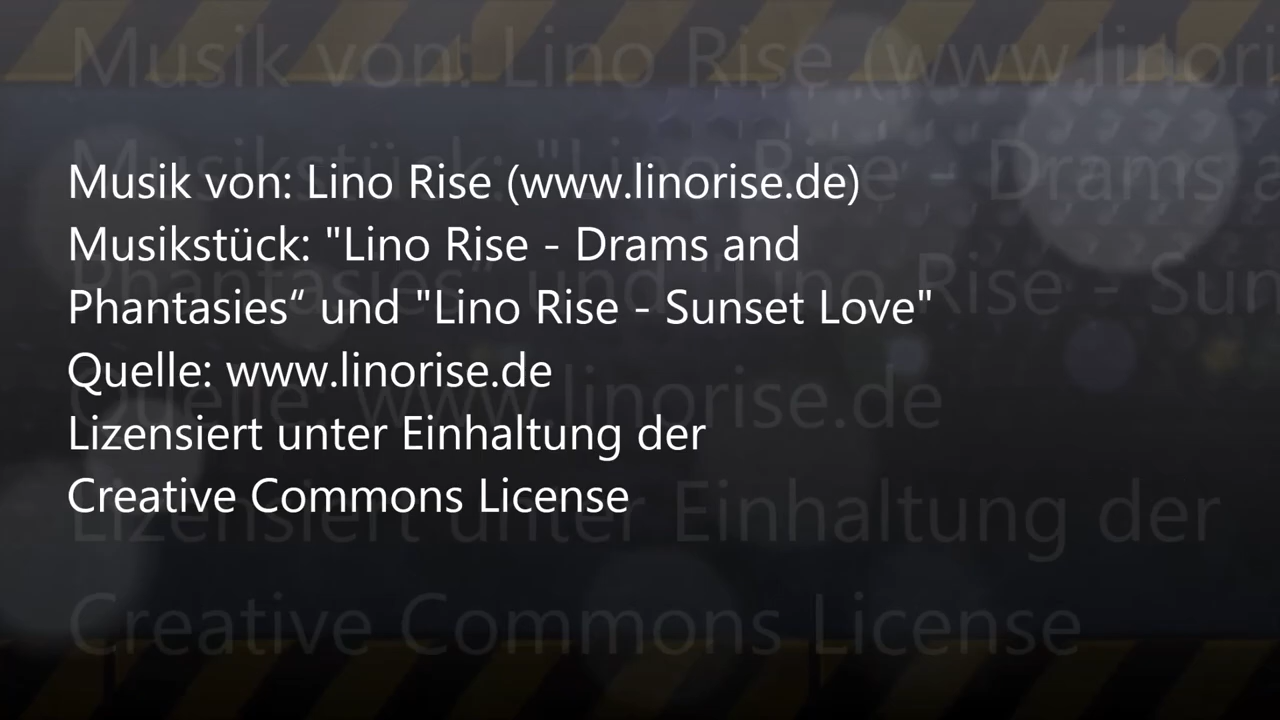 Musik von: Lino Rise (www.linorise.de)
Musikstück: "Lino Rise - Drams and
Phantasies“ und "Lino Rise - Sunset Love"
Quelle: www.linorise.de
Lizensiert unter Einhaltung der
Creative Commons License